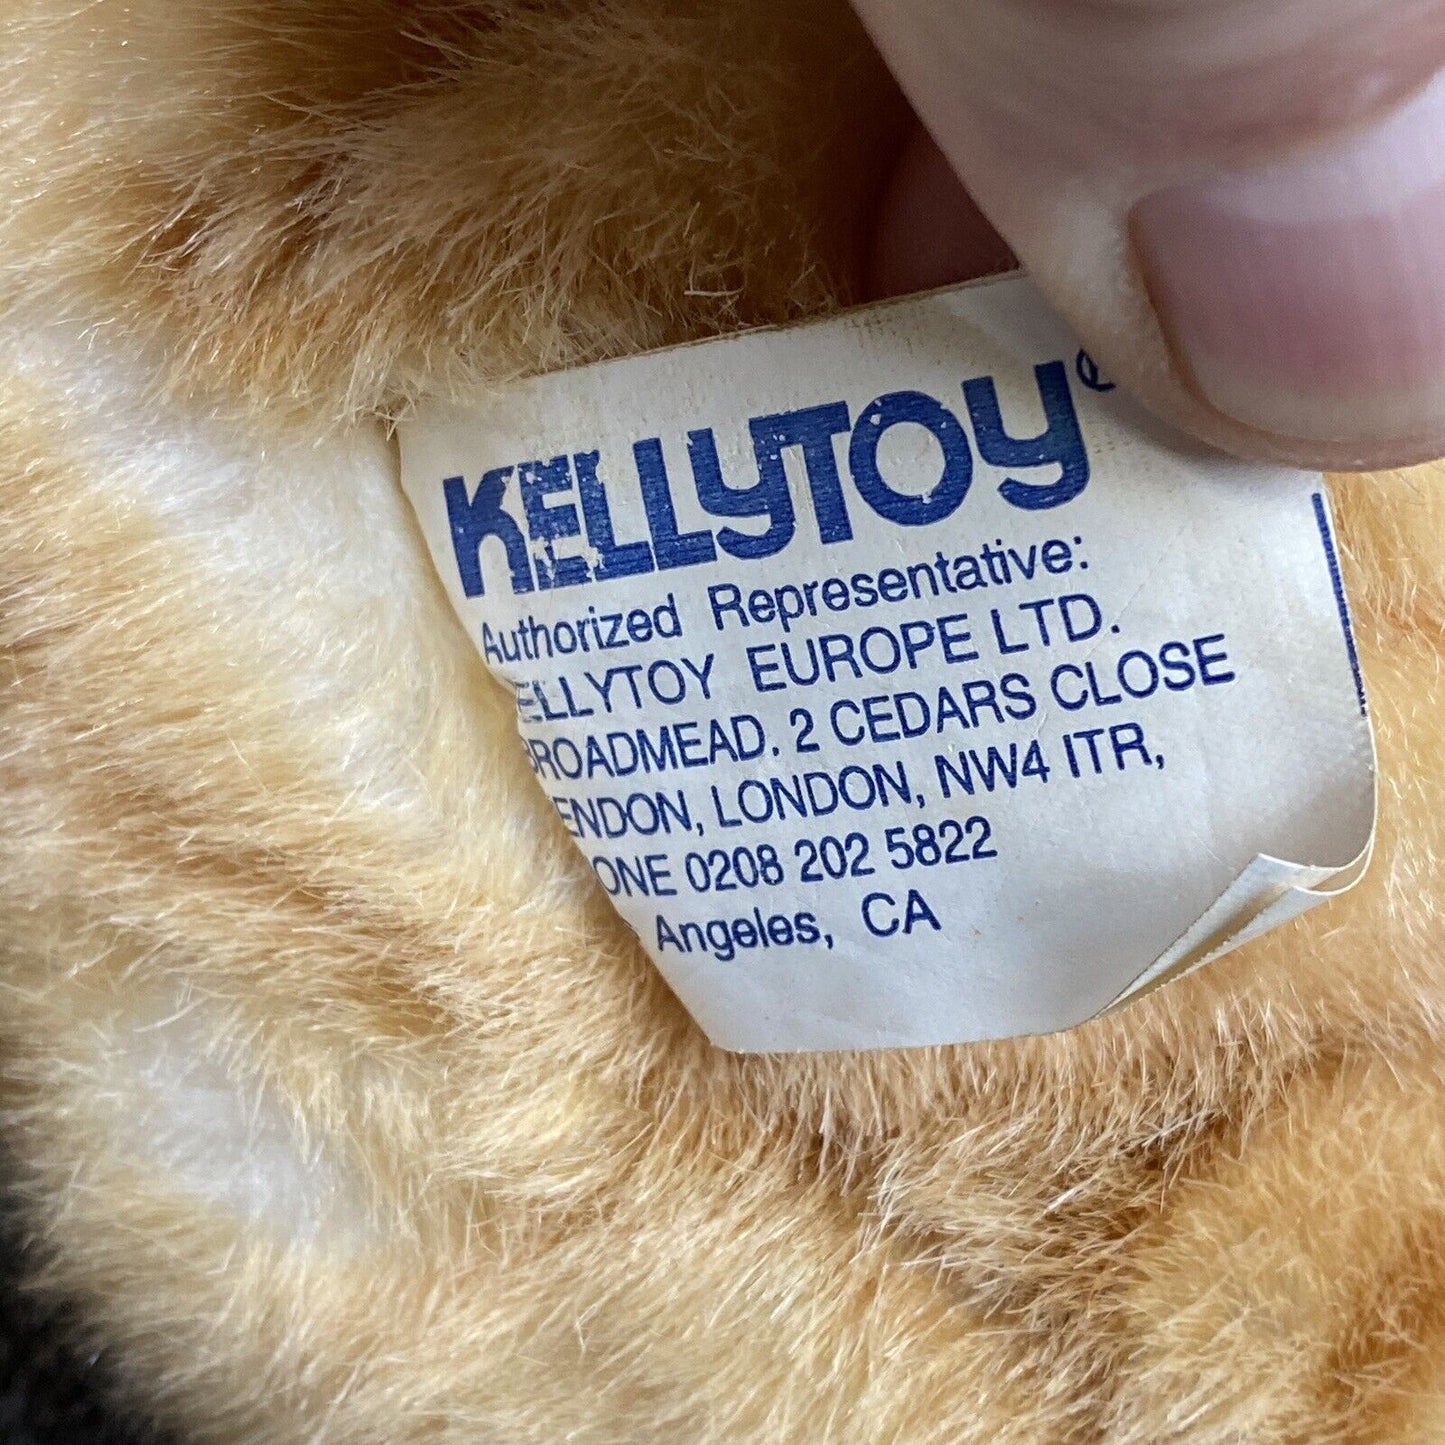 KELLYTOY
Authorized Representative:
ELLYTOY EUROPE LTD.
BROADMEAD. 2 CEDARS CLOSE
ENDON, LONDON, NW4 ITR,
ONE 0208 202 5822
Angeles, CA